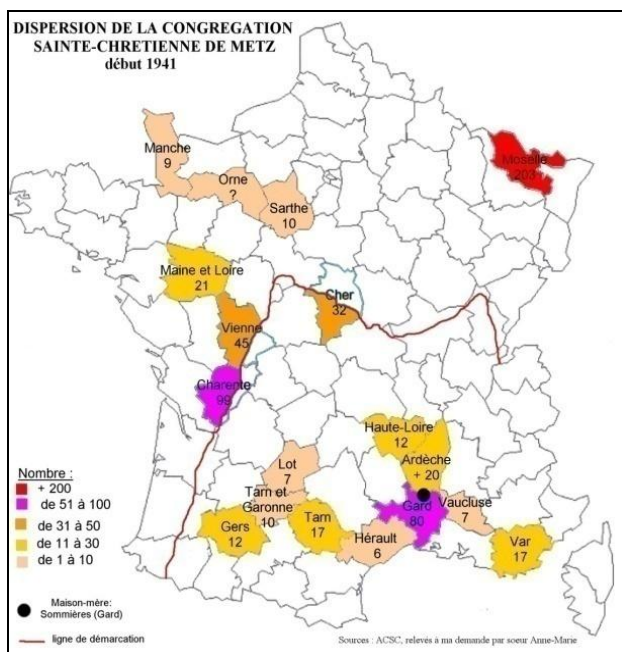 DISPERSION DE LA CONGREGATION
SAINTE-CHRETIENNE DE METZ
début 1941
Manche
9
Orne
?
Sarthe
10
Moselle
203
Maine et Loire
21
Cher
32
Vienne
45
Charente
99
Haute-Loire
12
Ardèche
+ 20
Lot
7
Tarn et
Garonne
10
Gers
12
Tarn
17
Hérault
6
Gard
80
Vaucluse
7
Var
17
Nombre :
+ 200
de 51 à 100
de 31 à 50
de 11 à 30
de 1 à 10
Maison-mère:
Sommières (Gard)
ligne de démarcation
Sources : ACSC, relevés à ma demande par soeur Anne-Marie